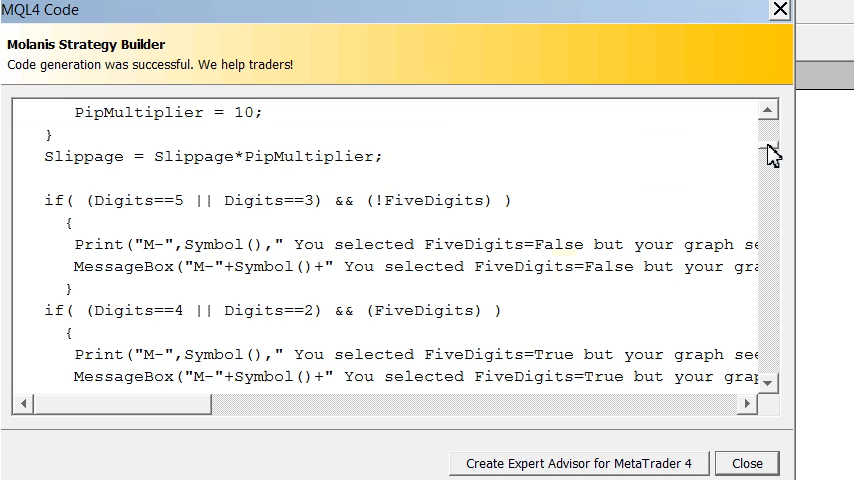 MQL4 Code
Molanis Strategy Builder
Code generation was successful. We help traders!
PipMultiplier = 10;
}
Slippage = Slippage*PipMultiplier;
if( (Digits==5 || Digits==3) && (!FiveDigits) )
{
Print("M-",Symbol()," You selected FiveDigits=False but your graph se
MessageBox("M-"+Symbol()+" You selected FiveDigits=False but your gra
}
if( (Digits==4 || Digits==2) && (FiveDigits) )
{
Print("M-",Symbol()," You selected FiveDigits=True but your graph see
MessageBox("M-"+Symbol()+" You selected FiveDigits=True but your grap
Create Expert Advisor for MetaTrader 4
Close